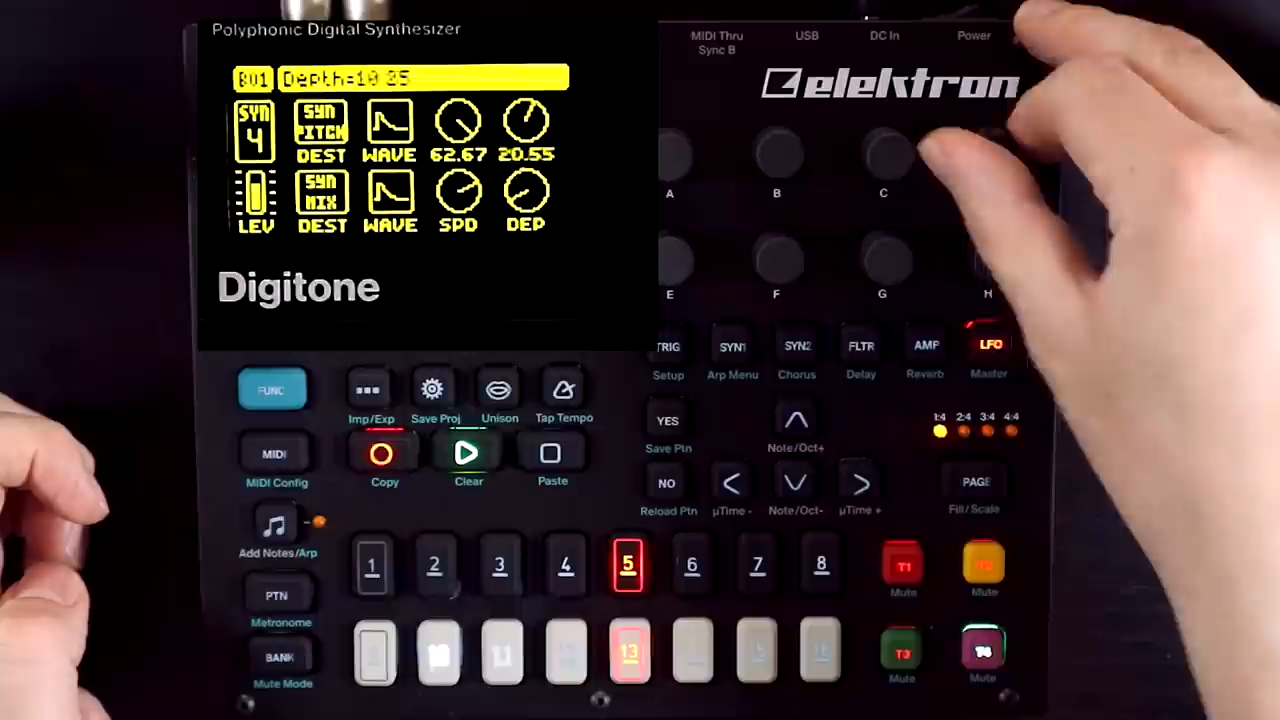 Polyphonic Digital Synthesizer
MIDI Thru
Sync B
USB
DC In
Power
elektron
B01
SYN
4
SYN
PITCH
DEST
WAVE
62.67
20.55
LEV
SYN
MIX
DEST
WAVE
SPD
DEP
Digitone
A
B
C
E
F
G
H
TRIG
SYN1
SYN2
FLTR
AMP
LFO
Setup
Arp Menu
Chorus
Delay
Reverb
Master
FUNC
Imp/Exp
Save Proj
Unison
Tap Tempo
YES
Save Ptn
Note/Oct+
1:4
2:4
3:4
4:4
MIDI
MIDI Config
Copy
Clear
Paste
NO
Reload Ptn
µTime -
Note/Oct-
µTime +
PAGE
Fill/Scale
Add Notes/Arp
PTN
Metronome
1
2
3
4
5
6
7
8
T1
Mute
Mute
BANK
Mute Mode
10
11
13
T3
Mute
T4
Mute